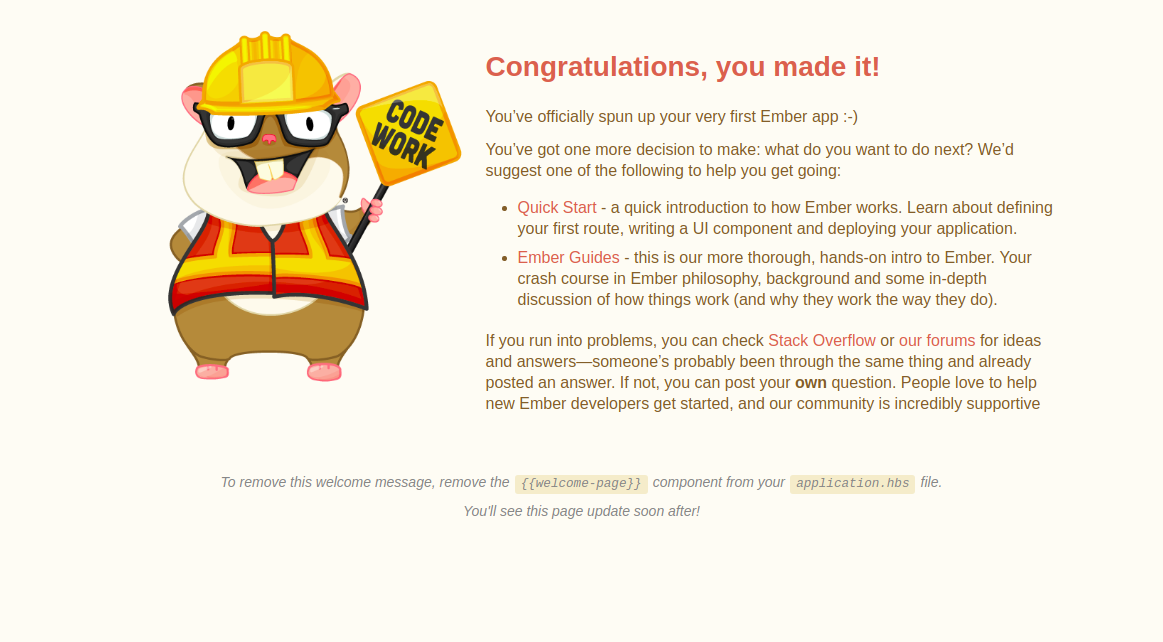 CODE
WORK
Congratulations, you made it!
You’ve officially spun up your very first Ember app :-)
You’ve got one more decision to make: what do you want to do next? We’d
suggest one of the following to help you get going:
• Quick Start - a quick introduction to how Ember works. Learn about defining
your first route, writing a UI component and deploying your application.
• Ember Guides - this is our more thorough, hands-on intro to Ember. Your
crash course in Ember philosophy, background and some in-depth
discussion of how things work (and why they work the way they do).
If you run into problems, you can check Stack Overflow or our forums for ideas
and answers—someone’s probably been through the same thing and already
posted an answer. If not, you can post your own question. People love to help
new Ember developers get started, and our community is incredibly supportive
To remove this welcome message, remove the {{welcome-page}} component from your application.hbs file.
You'll see this page update soon after!